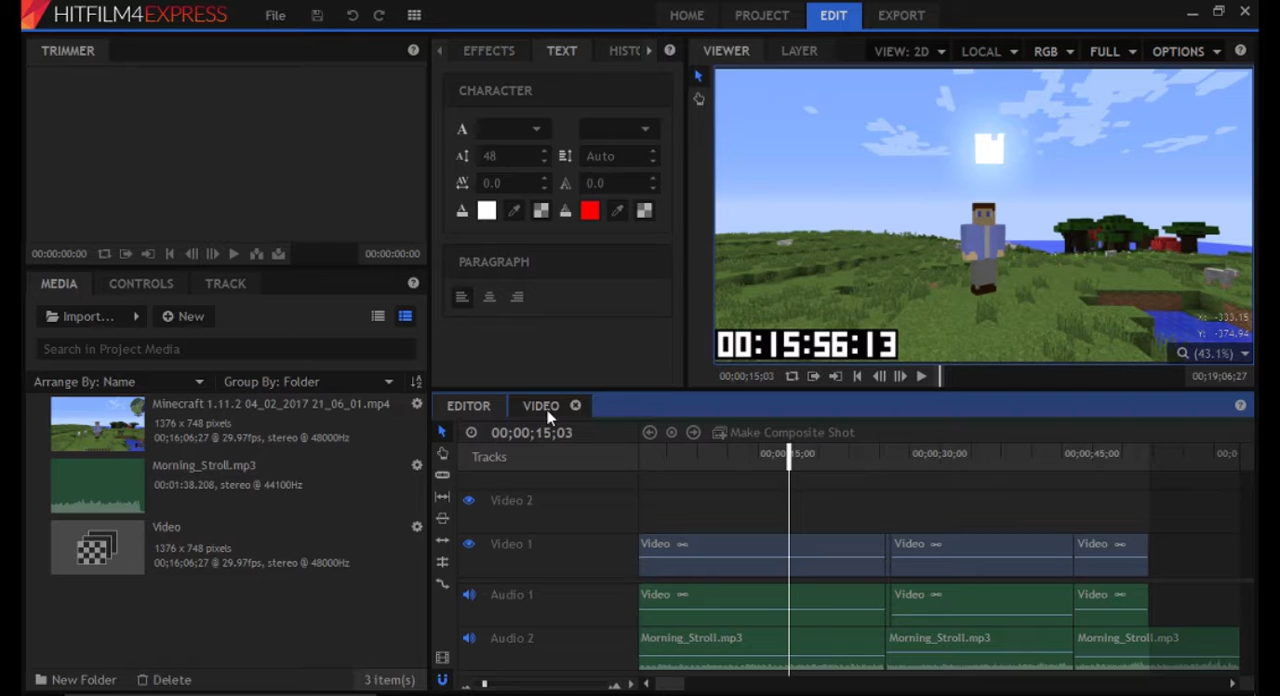 HITFILM4EXPRESS File HOME PROJECT EDIT EXPORT
TRIMMER
00:00:00:00 00:00:00:00
EFFECTS TEXT HISTO
CHARACTER
A
48 Auto
0.0 0.0
PARAGRAPH
VIEWER LAYER VIEW: 2D LOCAL RGB FULL OPTIONS
00:15:56:13
X: -333.15
Y: -374.94
(43.1%)
00;00;15;03 00;19;06;27
MEDIA CONTROLS TRACK
Import... New
Search in Project Media
Arrange By: Name Group By: Folder
Minecraft 1.11.2 04_02_2017 21_06_01.mp4
1376 x 748 pixels
00;16;06;27 @ 29.97fps, stereo @ 48000Hz
Morning_Stroll.mp3
00:01:38.208, stereo @ 44100Hz
Video
1376 x 748 pixels
00;16;06;27 @ 29.97fps, stereo @ 48000Hz
New Folder Delete 3 item(s)
EDITOR VIDEO
00;00;15;03 Make Composite Shot
Tracks 00;00;15;00 00;00;30;00 00;00;45;00 00;0
Video 2
Video 1 Video Video Video
Audio 1 Video Video Video
Audio 2 Morning_Stroll.mp3 Morning_Stroll.mp3 Morning_Stroll.mp3